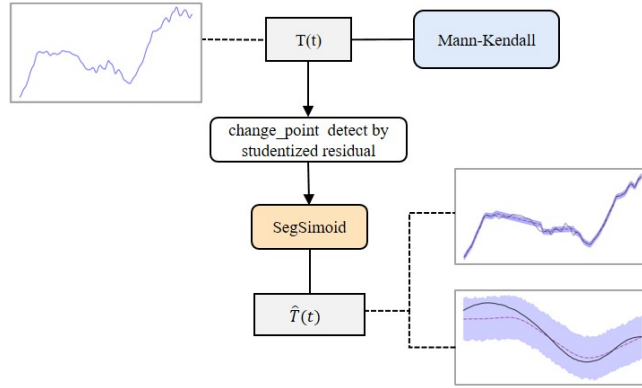 T(t)
Mann-Kendall
change_point detect by
studentized residual
SegSimoid
T̂(t)